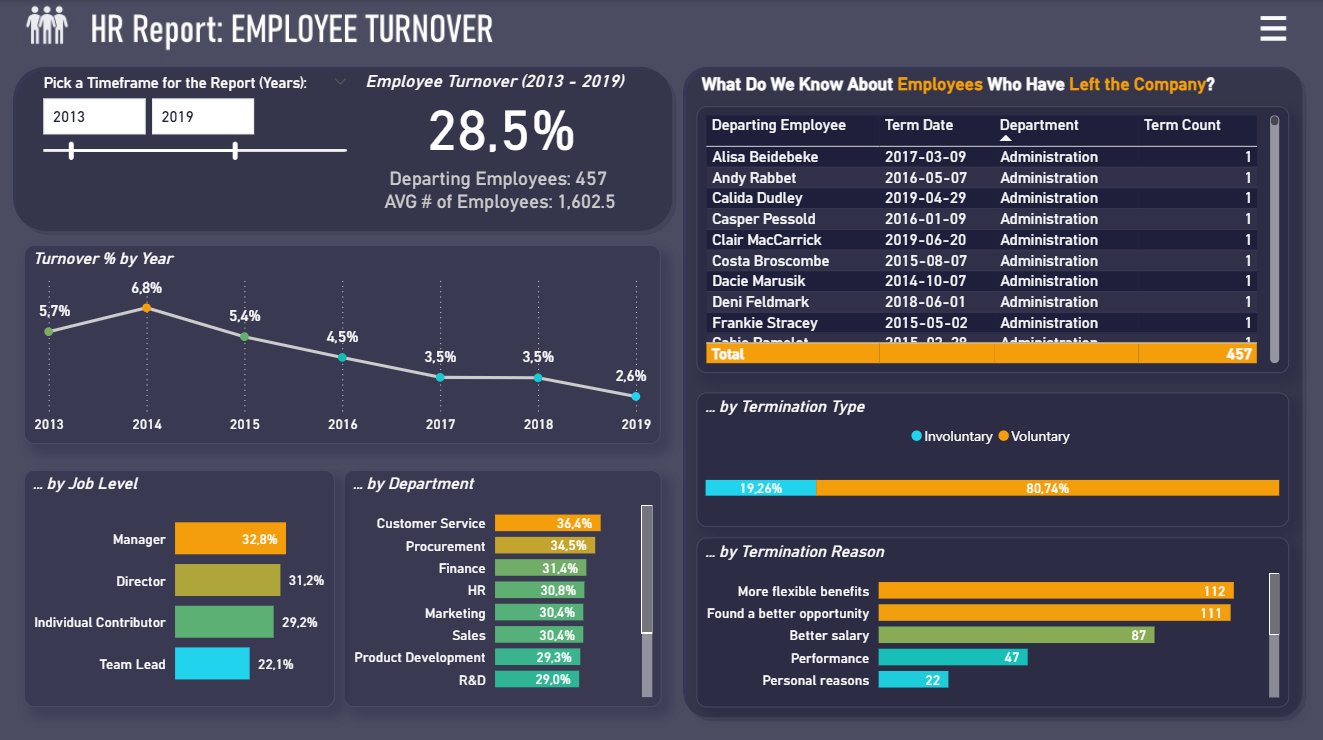 HR Report: EMPLOYEE TURNOVER
Pick a Timeframe for the Report (Years):
2013 2019
Employee Turnover (2013 - 2019)
28,5%
Departing Employees: 457
AVG # of Employees: 1,602.5
Turnover % by Year
5,7% 6,8% 5,4% 4,5% 3,5% 3,5% 2,6%
2013 2014 2015 2016 2017 2018 2019
... by Job Level
Manager 32,8%
Director 31,2%
Individual Contributor 29,2%
Team Lead 22,1%
... by Department
Customer Service 36,4%
Procurement 34,5%
Finance 31,4%
HR 30,8%
Marketing 30,4%
Sales 30,4%
Product Development 29,3%
R&D 29,0%
What Do We Know About Employees Who Have Left the Company?
Departing Employee Term Date Department Term Count
Alisa Beidebeke 2017-03-09 Administration 1
Andy Rabbet 2016-05-07 Administration 1
Calida Dudley 2019-04-29 Administration 1
Casper Pessold 2016-01-09 Administration 1
Clair MacCarrick 2019-06-20 Administration 1
Costa Broscombe 2015-08-07 Administration 1
Dacie Marusik 2014-10-07 Administration 1
Deni Feldmark 2018-06-01 Administration 1
Frankie Stracey 2015-05-02 Administration 1
Administration 1
Total 457
... by Termination Type
Involuntary Voluntary
19,26% 80,74%
... by Termination Reason
More flexible benefits 112
Found a better opportunity 111
Better salary 87
Performance 47
Personal reasons 22